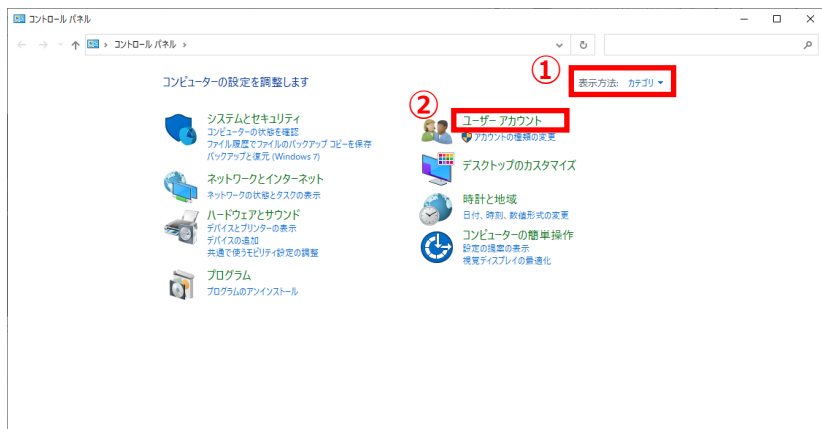 コントロール パネル
コントロール パネル
①
コンピューターの設定を調整します
表示方法: カテゴリ
②
システムとセキュリティ
コンピューターの状態を確認
ファイル履歴でファイルのバックアップ コピーを保存
バックアップと復元 (Windows 7)
ネットワークとインターネット
ネットワークの状態とタスクの表示
ハードウェアとサウンド
デバイスとプリンターの表示
デバイスの追加
共通で使うモビリティ設定の調整
プログラム
プログラムのアンインストール
ユーザー アカウント
アカウントの種類の変更
デスクトップのカスタマイズ
時計と地域
日付、時刻、数値形式の変更
コンピューターの簡単操作
設定の提案の表示
視覚ディスプレイの最適化